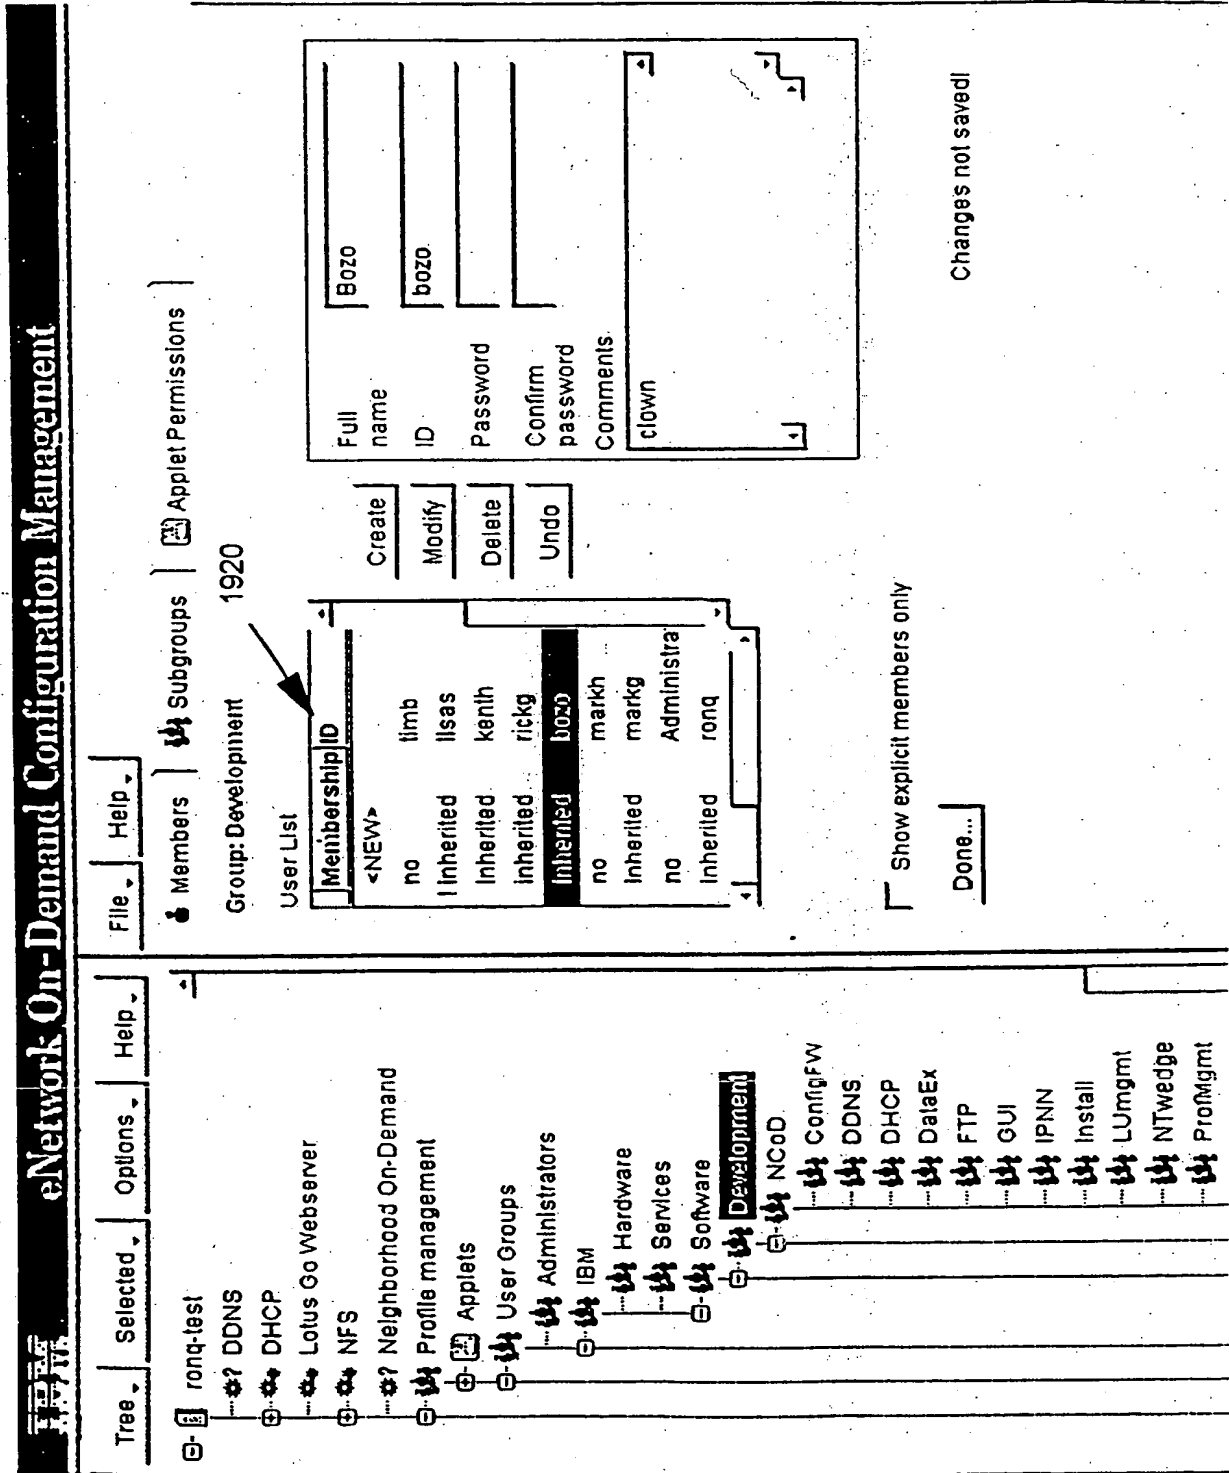 IBM eNetwork On-Demand Configuration Management
Tree Selected Options Help
ronq-test
? DDNS
DHCP
Lotus Go Webserver
NFS
? Neighborhood On-Demand
Profile management
Applets
User Groups
Administrators
IBM
Hardware
Services
Software
Development
NCoD
ConfigFW
DDNS
DHCP
DataEx
FTP
GUI
IPNN
Install
LUmgmt
NTwedge
ProfMgmt
File Help
Members Subgroups Applet Permissions
Group: Development
1920
User List
Membership ID
<NEW>
no timb
Inherited lisas
Inherited kenth
Inherited rickg
Inherited bozo
no markh
Inherited markg
no Administra
Inherited ronq
Create
Modify
Delete
Undo
Full name Bozo
ID bozo
Password
Confirm password
Comments
clown
Show explicit members only
Done...
Changes not saved!